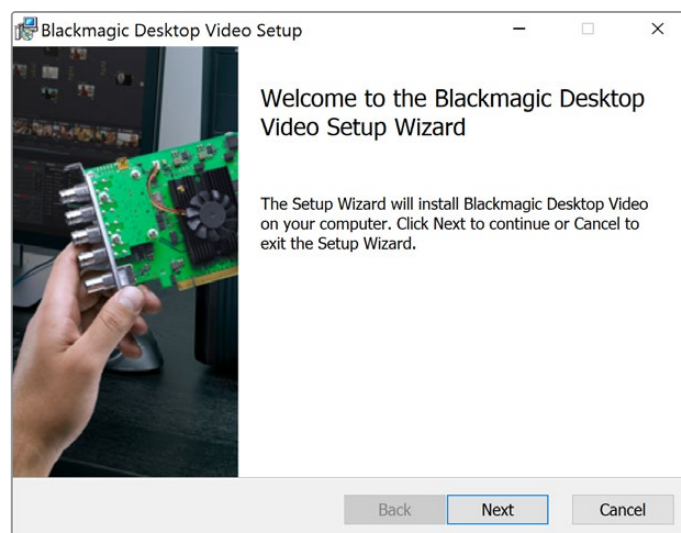 Blackmagic Desktop Video Setup
Welcome to the Blackmagic Desktop
Video Setup Wizard
The Setup Wizard will install Blackmagic Desktop Video
on your computer. Click Next to continue or Cancel to
exit the Setup Wizard.
Back Next Cancel